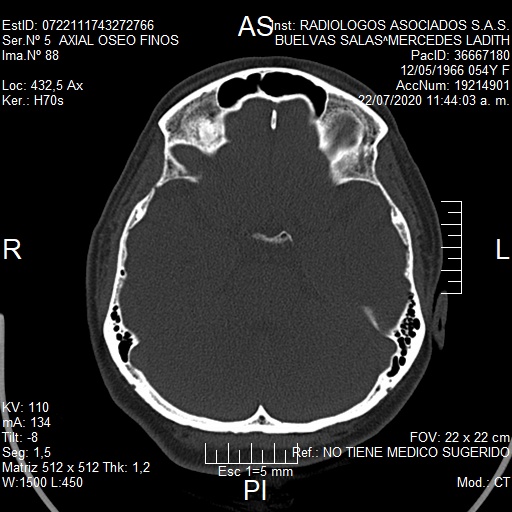 EstID: 0722111743272766
Ser.Nº 5 AXIAL OSEO FINOS
Ima.Nº 88
Loc: 432,5 Ax
Ker.: H70s
AS
Inst: RADIOLOGOS ASOCIADOS S.A.S.
BUELVAS SALAS^MERCEDES LADITH
PacID: 36667180
12/05/1966 054Y F
AccNum: 19214901
22/07/2020 11:44:03 a. m.
R
L
KV: 110
mA: 134
Tilt: -8
Seg: 1,5
Matriz 512 x 512 Thk: 1,2
W:1500 L:450
Esc 1=5 mm
PI
FOV: 22 x 22 cm
Ref.: NO TIENE MEDICO SUGERIDO
Mod.: CT